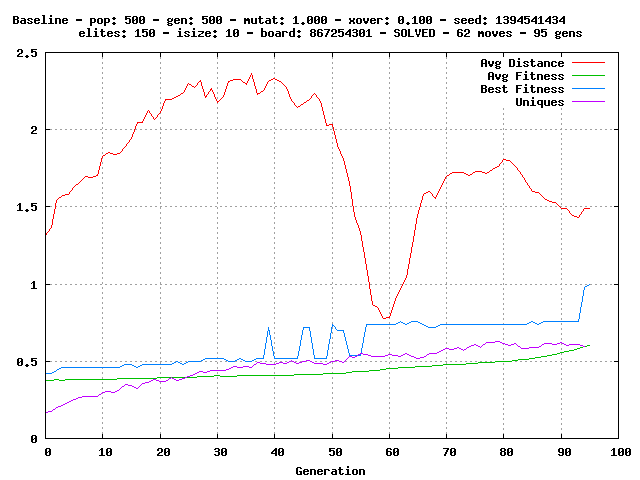 Baseline - pop: 500 - gen: 500 - mutat: 1.000 - xover: 0.100 - seed: 1394541434
elites: 150 - isize: 10 - board: 867254301 - SOLVED - 62 moves - 95 gens
2.5
2
1.5
1
0.5
0
Avg Distance
Avg Fitness
Best Fitness
Uniques
0 10 20 30 40 50 60 70 80 90 100
Generation